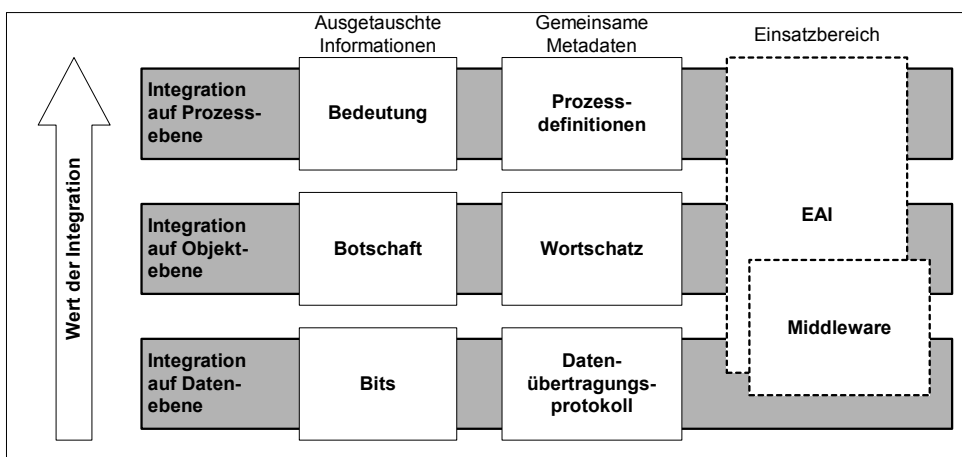 Ausgetauschte
Informationen
Gemeinsame
Metadaten
Einsatzbereich
Integration
auf Prozess-
ebene
Bedeutung
Prozess-
definitionen
Integration
auf Objekt-
ebene
Botschaft
Wortschatz
EAI
Middleware
Integration
auf Daten-
ebene
Bits
Daten-
übertragungs-
protokoll
Wert der Integration